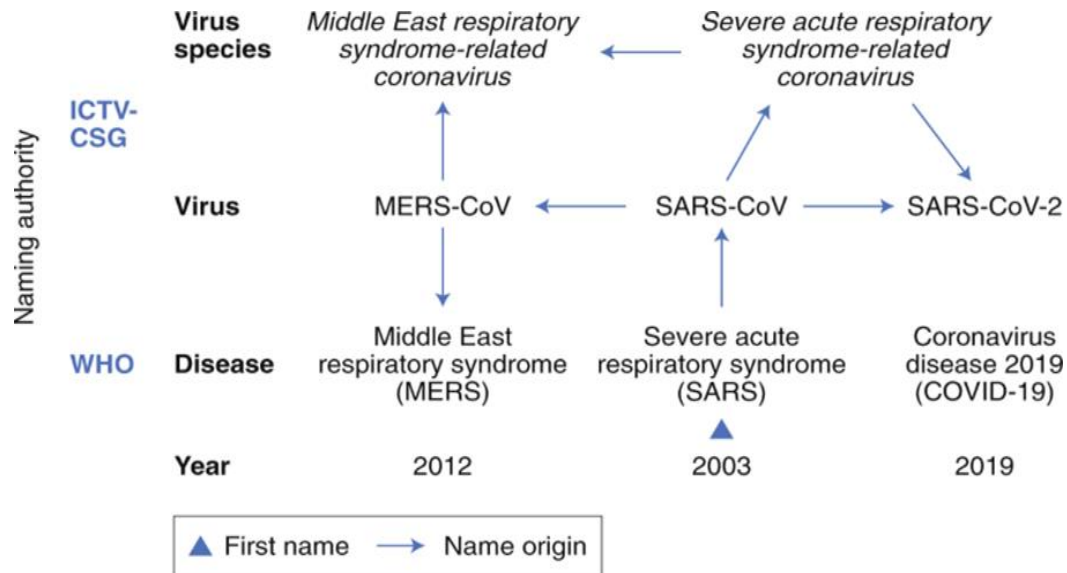 Virus
species
Middle East respiratory
syndrome-related
coronavirus
Severe acute respiratory
syndrome-related
coronavirus
Naming authority
ICTV-
CSG
Virus
MERS-CoV
SARS-CoV
SARS-CoV-2
WHO
Disease
Middle East
respiratory syndrome
(MERS)
Severe acute
respiratory syndrome
(SARS)
Coronavirus
disease 2019
(COVID-19)
Year
2012
2003
2019
First name
Name origin